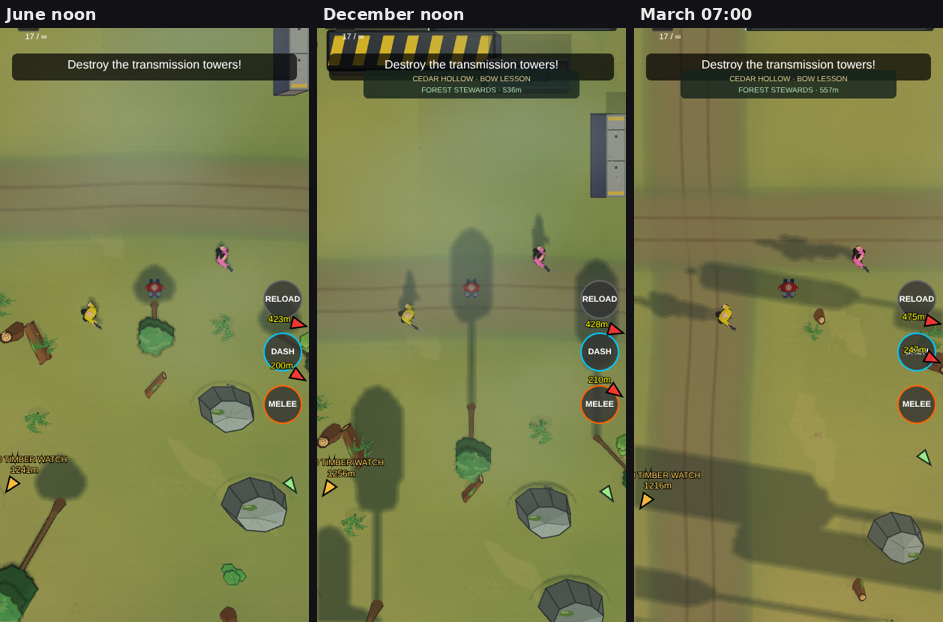 June noon
17 / ∞
Destroy the transmission towers!
RELOAD
423m
DASH
200m
MELEE
TIMBER WATCH
1241m
December noon
17 / ∞
Destroy the transmission towers!
CEDAR HOLLOW · BOW LESSON
FOREST STEWARDS · 536m
RELOAD
428m
DASH
210m
MELEE
TIMBER WATCH
1256m
March 07:00
17 / ∞
Destroy the transmission towers!
CEDAR HOLLOW · BOW LESSON
FOREST STEWARDS · 557m
RELOAD
475m
MELEE
TIMBER WATCH
1216m